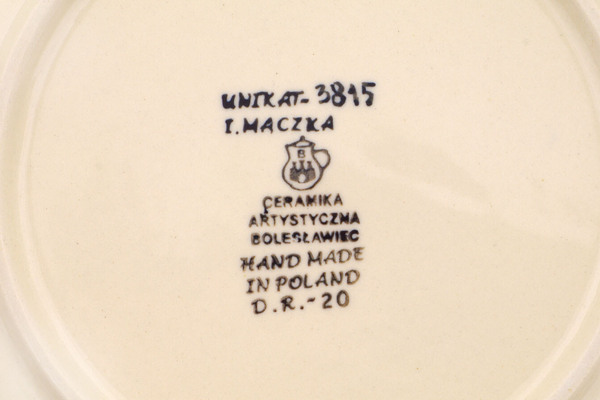 UNIKAT-3815
I. MACZKA
B
CERAMIKA
ARTYSTYCZNA
BOLESŁAWIEC
HAND MADE
IN POLAND
D.R.-20